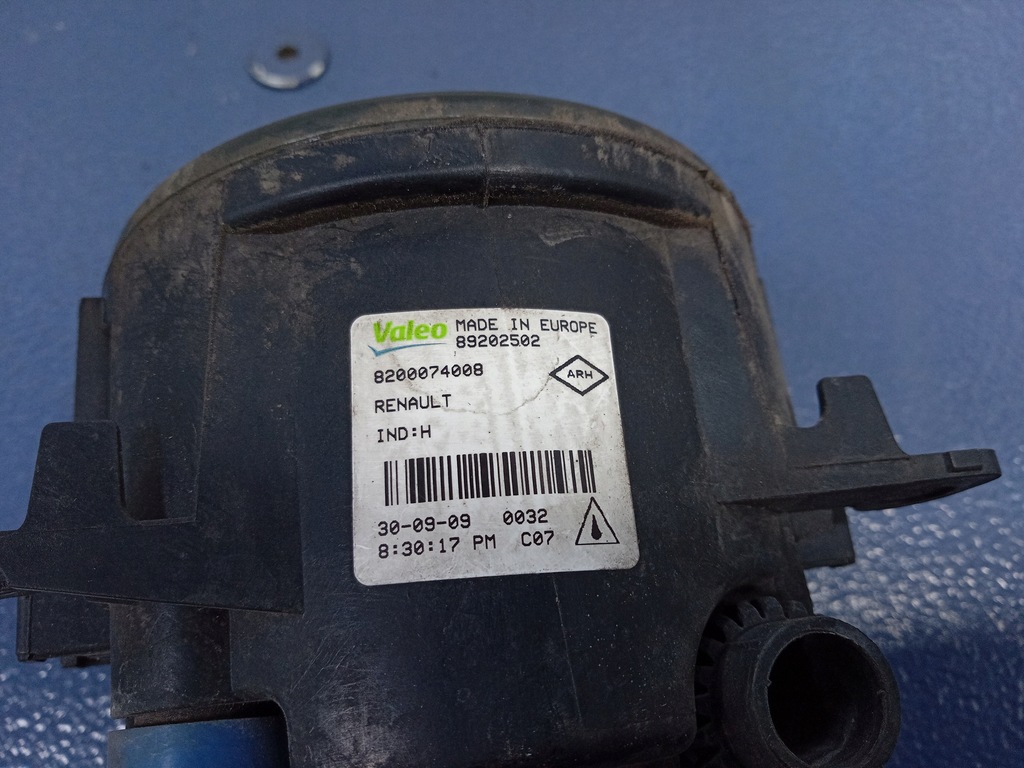 Valeo MADE IN EUROPE
89202502
8200074008
ARH
RENAULT
IND:H
30-09-09 0032
8:30:17 PM C07